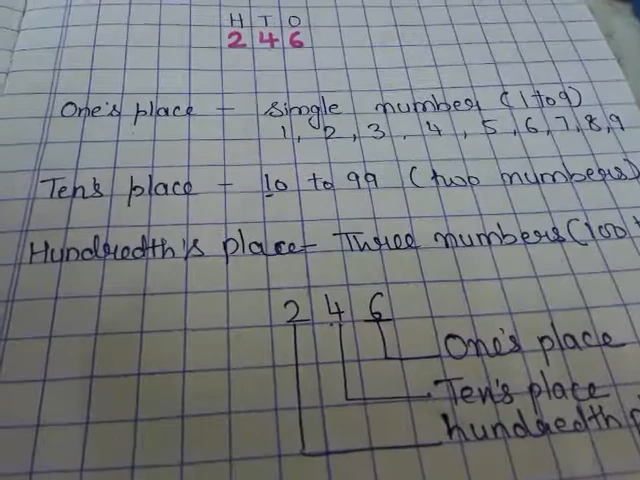 H T O
2 4 6
One's place - Single number (1 to 9)
1, 2, 3, 4, 5, 6, 7, 8, 9
Ten's place - 10 to 99 (two numbers)
Hundredth's place - Three numbers (100
2 4 6
One's place
Ten's place
hundredth